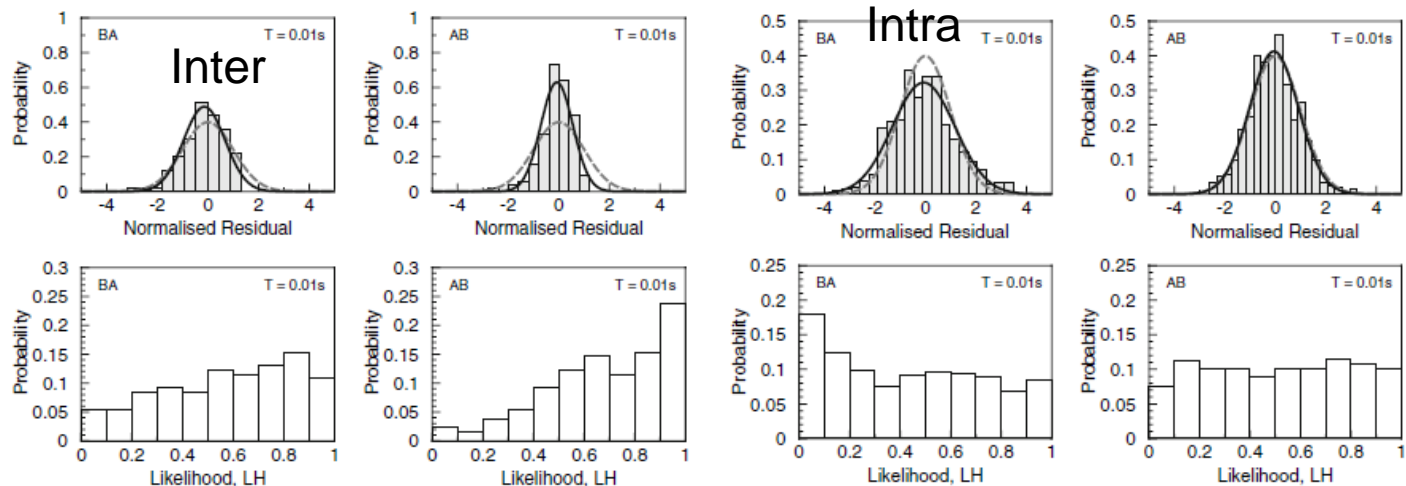 Inter
Intra
BA T = 0.01s
Probability
1
0.8
0.6
0.4
0.2
0
-4 -2 0 2 4
Normalised Residual
AB T = 0.01s
Probability
1
0.8
0.6
0.4
0.2
0
-4 -2 0 2 4
Normalised Residual
BA T = 0.01s
Probability
0.5
0.4
0.3
0.2
0.1
0
-4 -2 0 2 4
Normalised Residual
AB T = 0.01s
Probability
0.5
0.4
0.3
0.2
0.1
0
-4 -2 0 2 4
Normalised Residual
BA T = 0.01s
Probability
0.3
0.25
0.2
0.15
0.1
0.05
0
0 0.2 0.4 0.6 0.8 1
Likelihood, LH
AB T = 0.01s
Probability
0.3
0.25
0.2
0.15
0.1
0.05
0
0 0.2 0.4 0.6 0.8 1
Likelihood, LH
BA T = 0.01s
Probability
0.25
0.2
0.15
0.1
0.05
0
0 0.2 0.4 0.6 0.8 1
Likelihood, LH
AB T = 0.01s
Probability
0.25
0.2
0.15
0.1
0.05
0
0 0.2 0.4 0.6 0.8 1
Likelihood, LH